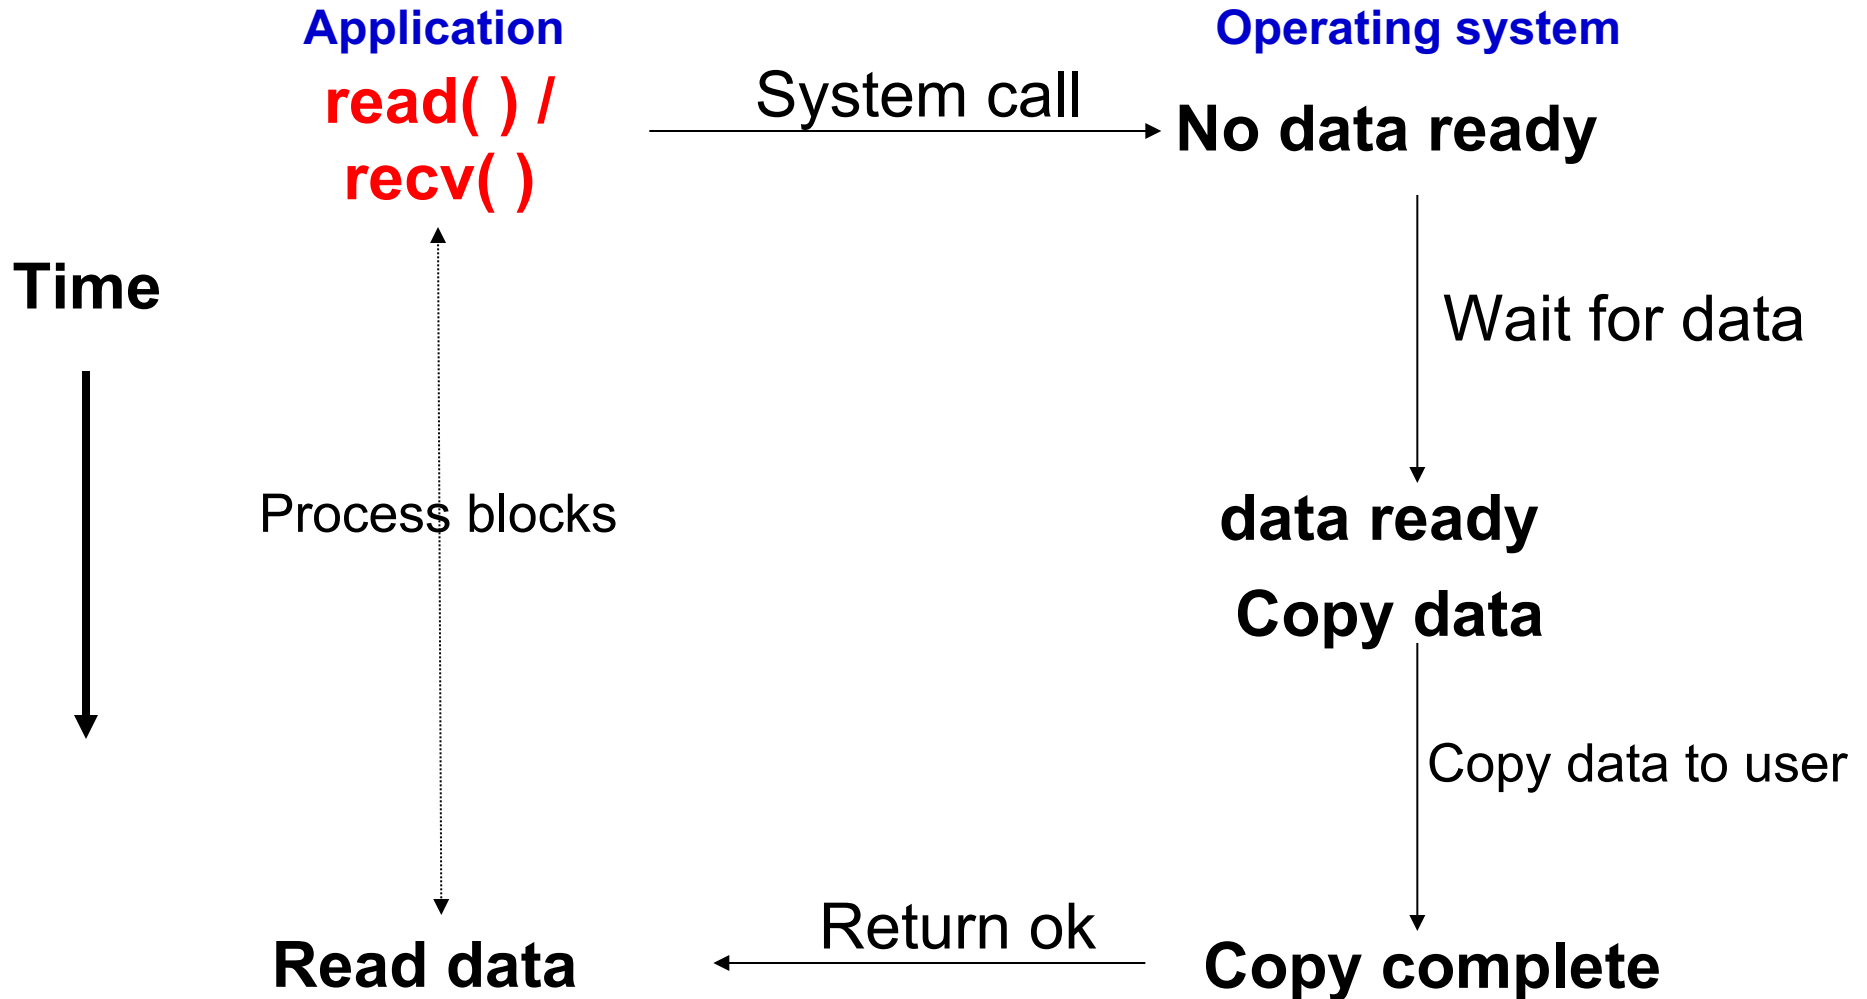 Application
Operating system
read( ) /
recv( )
System call
No data ready
Time
Wait for data
Process blocks
data ready
Copy data
Copy data to user
Return ok
Read data
Copy complete